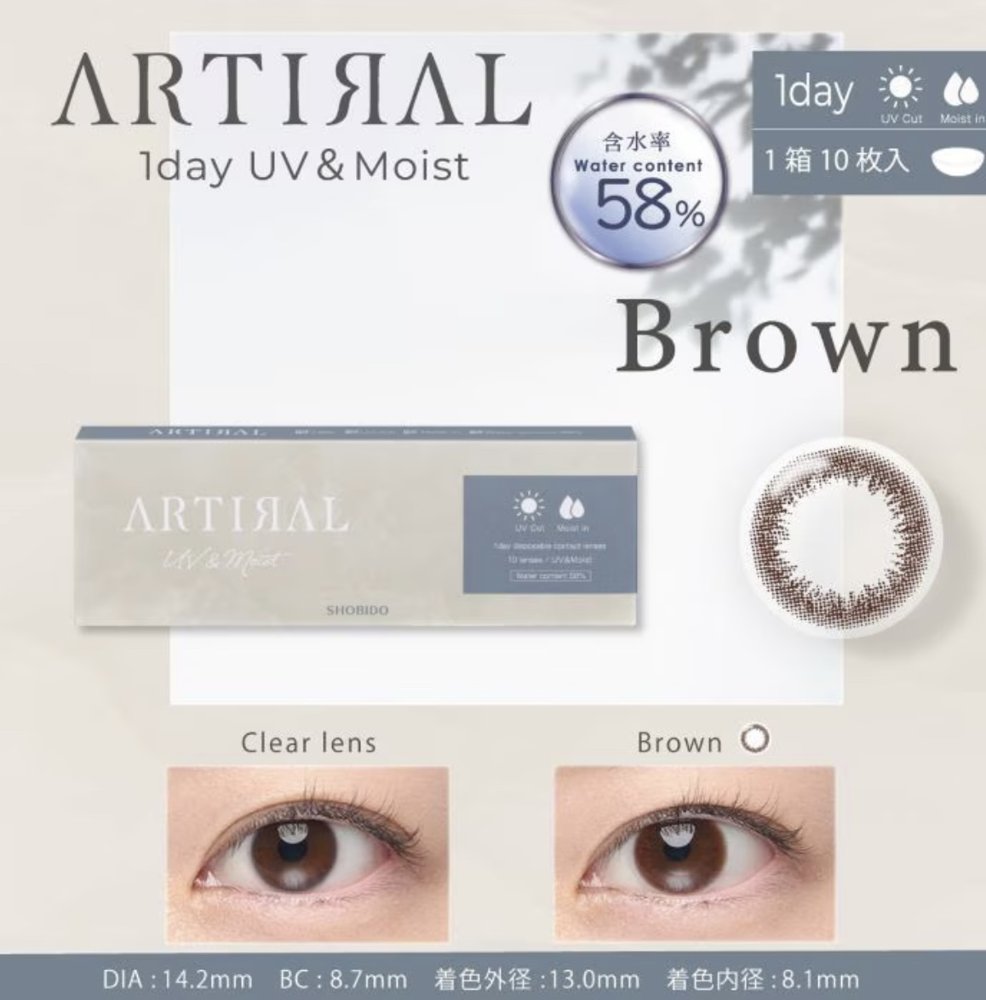 ARTIЯAL
1day UV & Moist
含水率
Water content
58%
1day
UV Cut
Moist in
1箱10枚入
Brown
ARTIЯAL
ARTIЯAL
UV & Moist
UV Cut
Moist in
1day disposable contact lenses
10 lenses / UV&Moist
Water content 58%
SHOBIDO
Clear lens
Brown
DIA : 14.2mm BC : 8.7mm 着色外径 : 13.0mm 着色内径 : 8.1mm